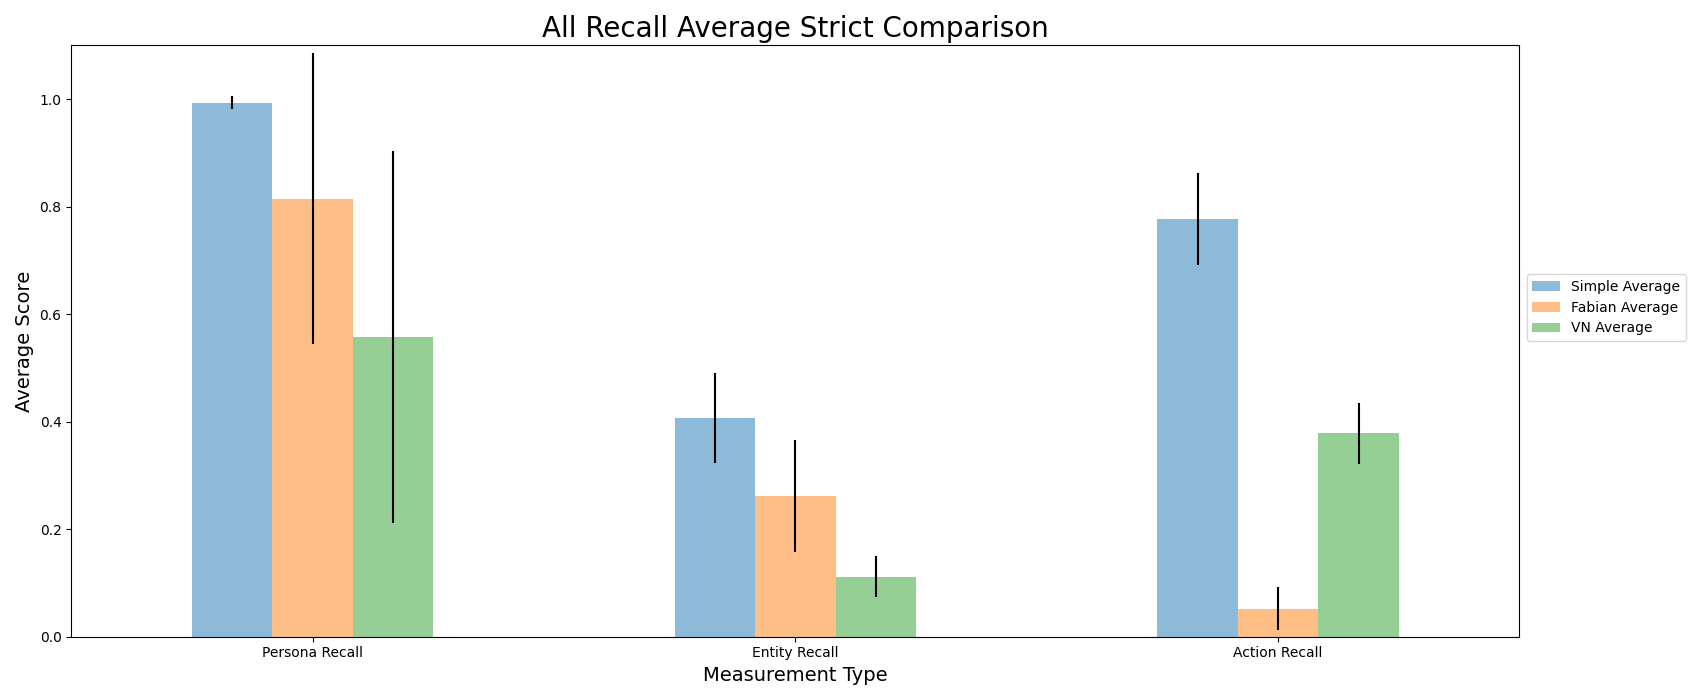 All Recall Average Strict Comparison
Average Score
1.0
0.8
0.6
0.4
0.2
0.0
Persona Recall
Entity Recall
Action Recall
Measurement Type
Simple Average
Fabian Average
VN Average